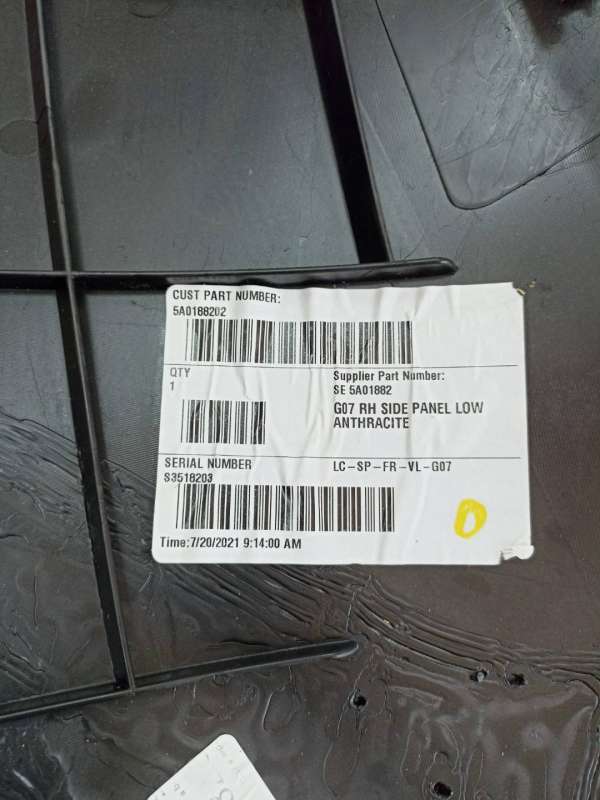 CUST PART NUMBER:
5A0188202
QTY
1
Supplier Part Number:
SE 5A01882
G07 RH SIDE PANEL LOW
ANTHRACITE
SERIAL NUMBER
S3518203
LC-SP-FR-VL-G07
Time:7/20/2021 9:14:00 AM